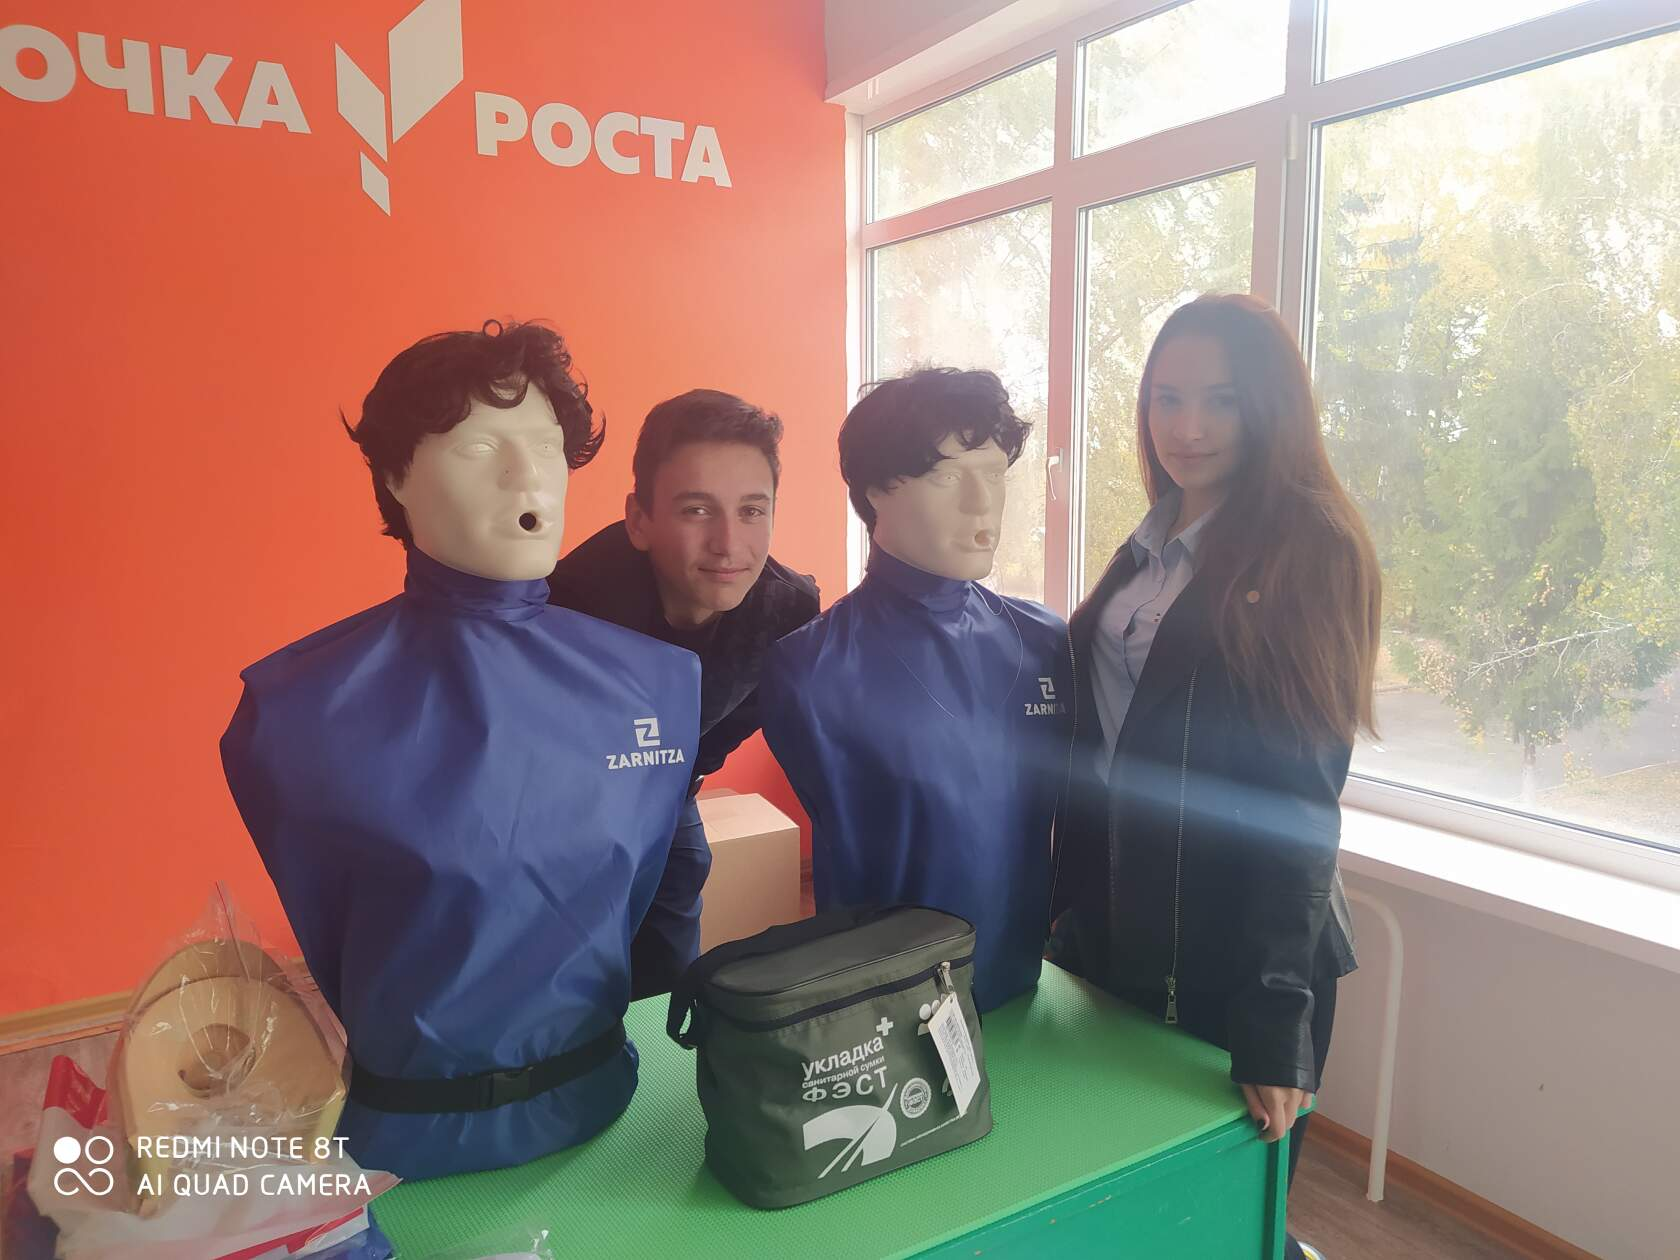 ОЧКА РОСТА
ZARNITZA
ZARNITZA
укладка
санитарной сумки
ФЭСТ
REDMI NOTE 8T
AI QUAD CAMERA